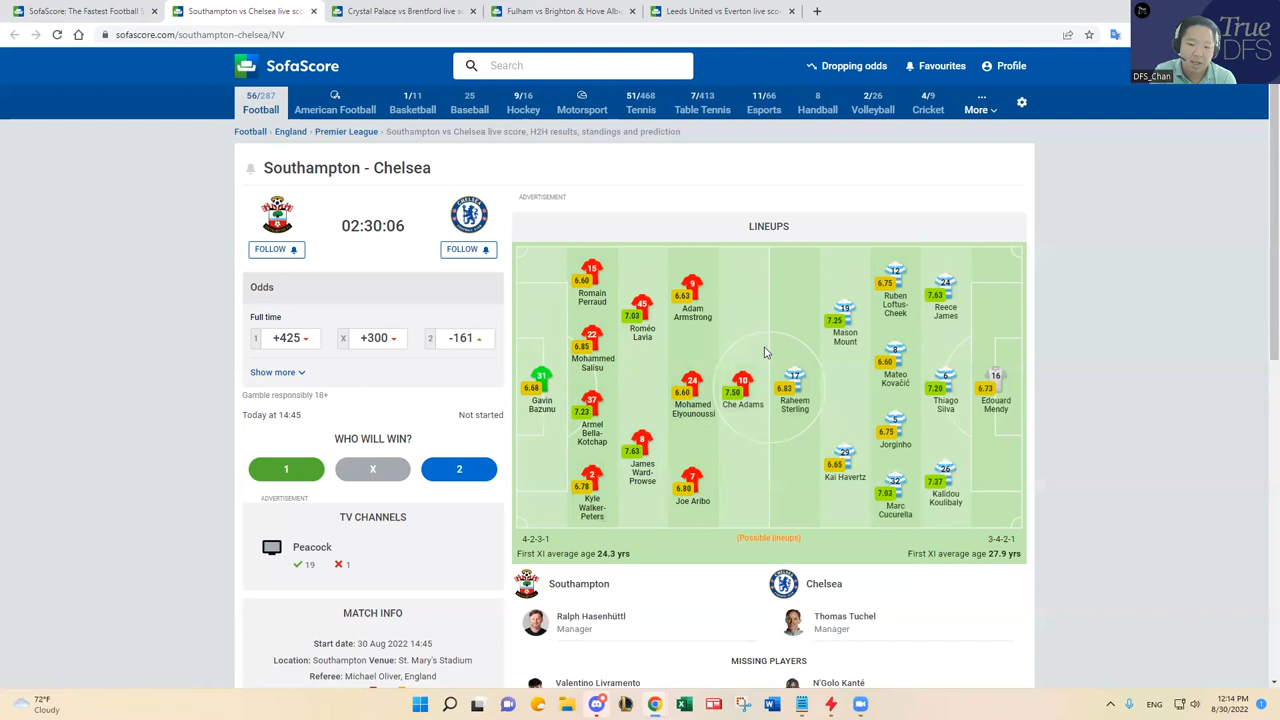 SofaScore: The Fastest Football S
Southampton vs Chelsea live sco
Crystal Palace vs Brentford live s
Fulham vs Brighton & Hove Albi
Leeds United vs Everton live sco
sofascore.com/southampton-chelsea/NV
True
DFS
DFS_Chan
SofaScore
Search
Dropping odds
Favourites
Profile
56/287
Football
American Football
1/11
Basketball
25
Baseball
9/16
Hockey
Motorsport
51/468
Tennis
7/413
Table Tennis
11/66
Esports
8
Handball
2/26
Volleyball
4/9
Cricket
...
More
Football › England › Premier League › Southampton vs Chelsea live score, H2H results, standings and prediction
Southampton - Chelsea
02:30:06
FOLLOW
FOLLOW
Odds
Full time
1 +425
X +300
2 -161
Show more
Gamble responsibly 18+
Today at 14:45
Not started
WHO WILL WIN?
1
X
2
ADVERTISEMENT
TV CHANNELS
Peacock
19
1
MATCH INFO
Start date: 30 Aug 2022 14:45
Location: Southampton Venue: St. Mary's Stadium
Referee: Michael Oliver, England
ADVERTISEMENT
LINEUPS
31
6.68
Gavin
Bazunu
15
6.60
Romain
Perraud
22
6.85
Mohammed
Salisu
37
7.23
Armel
Bella-
Kotchap
2
6.78
Kyle
Walker-
Peters
45
7.03
Roméo
Lavia
8
7.63
James
Ward-
Prowse
9
6.63
Adam
Armstrong
24
6.60
Mohamed
Elyounoussi
7
6.80
Joe Aribo
10
7.50
Che Adams
17
6.83
Raheem
Sterling
19
7.25
Mason
Mount
29
6.65
Kai Havertz
12
6.75
Ruben
Loftus-
Cheek
8
6.60
Mateo
Kovačić
5
6.75
Jorginho
32
7.03
Marc
Cucurella
24
7.63
Reece
James
6
7.20
Thiago
Silva
26
7.37
Kalidou
Koulibaly
16
6.73
Edouard
Mendy
4-2-3-1
(Possible lineups)
3-4-2-1
First XI average age 24.3 yrs
First XI average age 27.9 yrs
Southampton
Chelsea
Ralph Hasenhüttl
Manager
Thomas Tuchel
Manager
MISSING PLAYERS
Valentino Livramento
N'Golo Kanté
72°F
Cloudy
ENG
12:14 PM
8/30/2022